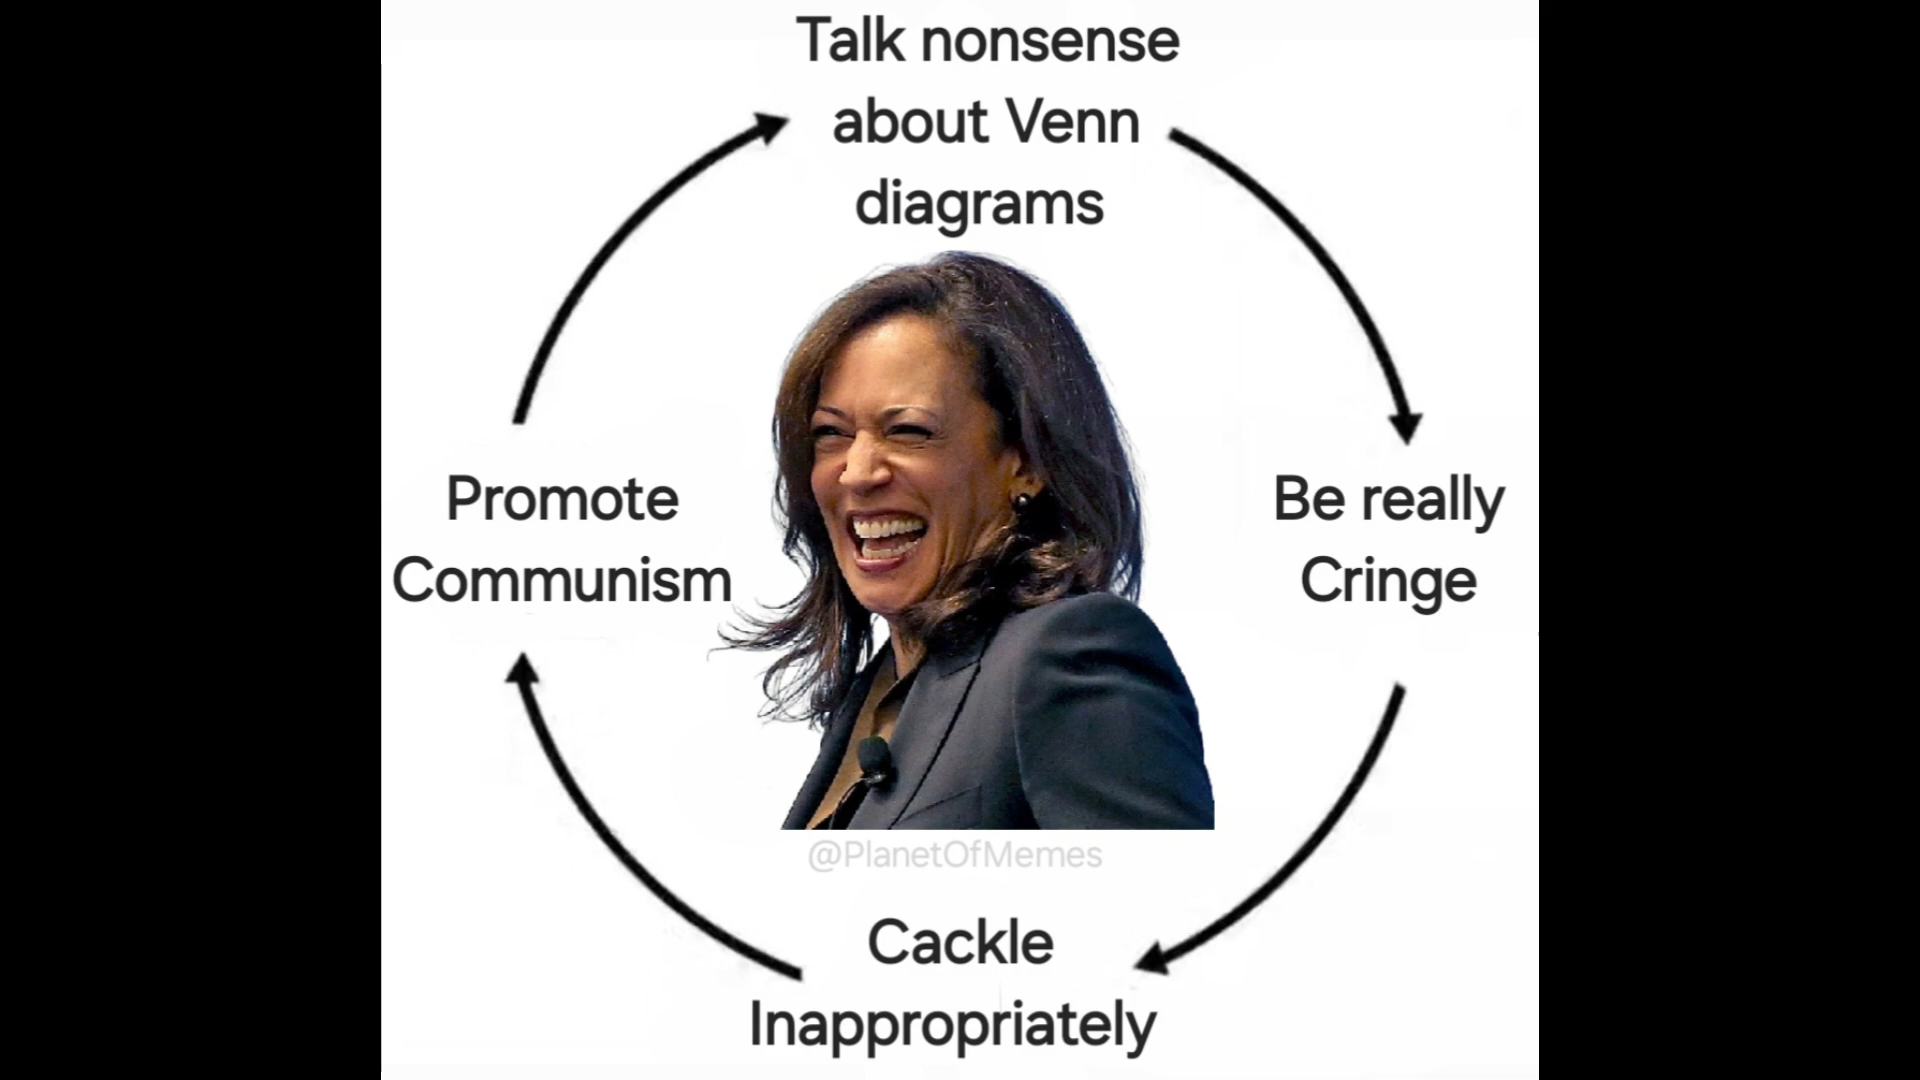 Talk nonsense
about Venn
diagrams
Promote
Communism
Be really
Cringe
@PlanetOfMemes
Cackle
Inappropriately